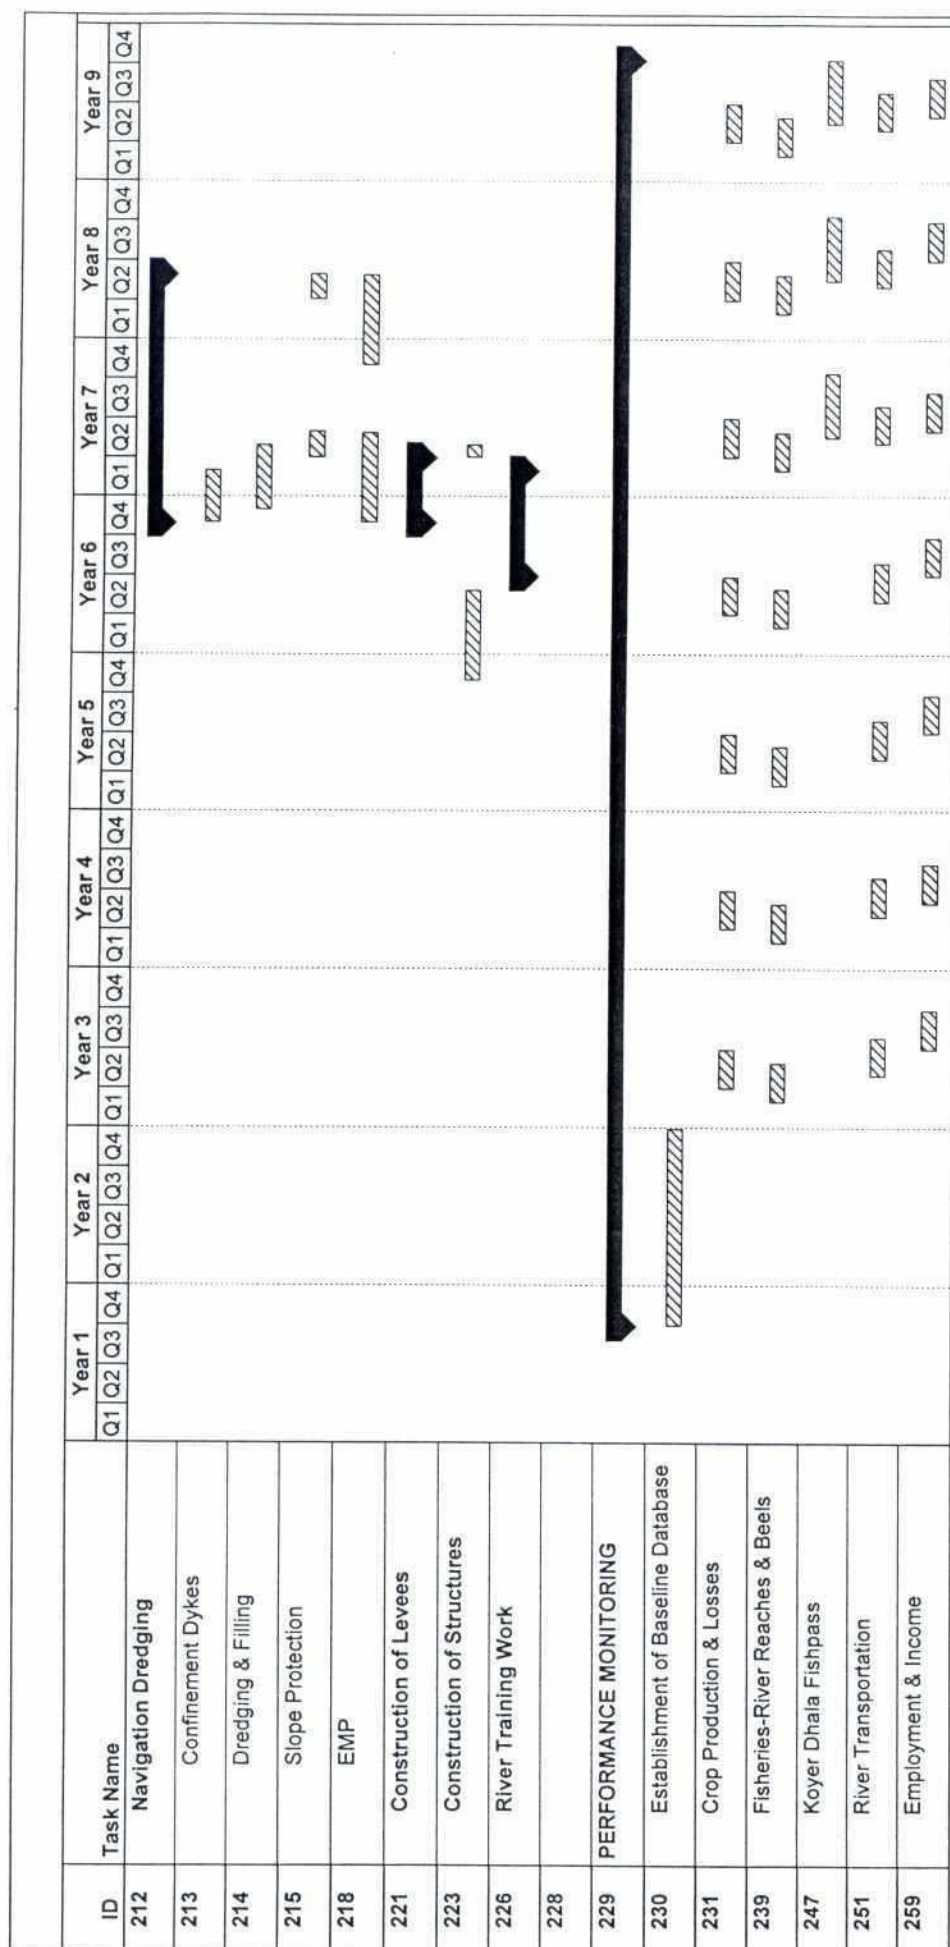 ID Task Name Year 1 Year 2 Year 3 Year 4 Year 5 Year 6 Year 7 Year 8 Year 9
Q1 Q2 Q3 Q4 Q1 Q2 Q3 Q4 Q1 Q2 Q3 Q4 Q1 Q2 Q3 Q4 Q1 Q2 Q3 Q4 Q1 Q2 Q3 Q4 Q1 Q2 Q3 Q4 Q1 Q2 Q3 Q4 Q1 Q2 Q3 Q4
212 Navigation Dredging
213 Confinement Dykes
214 Dredging & Filling
215 Slope Protection
218 EMP
221 Construction of Levees
223 Construction of Structures
226 River Training Work
228
229 PERFORMANCE MONITORING
230 Establishment of Baseline Database
231 Crop Production & Losses
239 Fisheries-River Reaches & Beels
247 Koyer Dhala Fishpass
251 River Transportation
259 Employment & Income